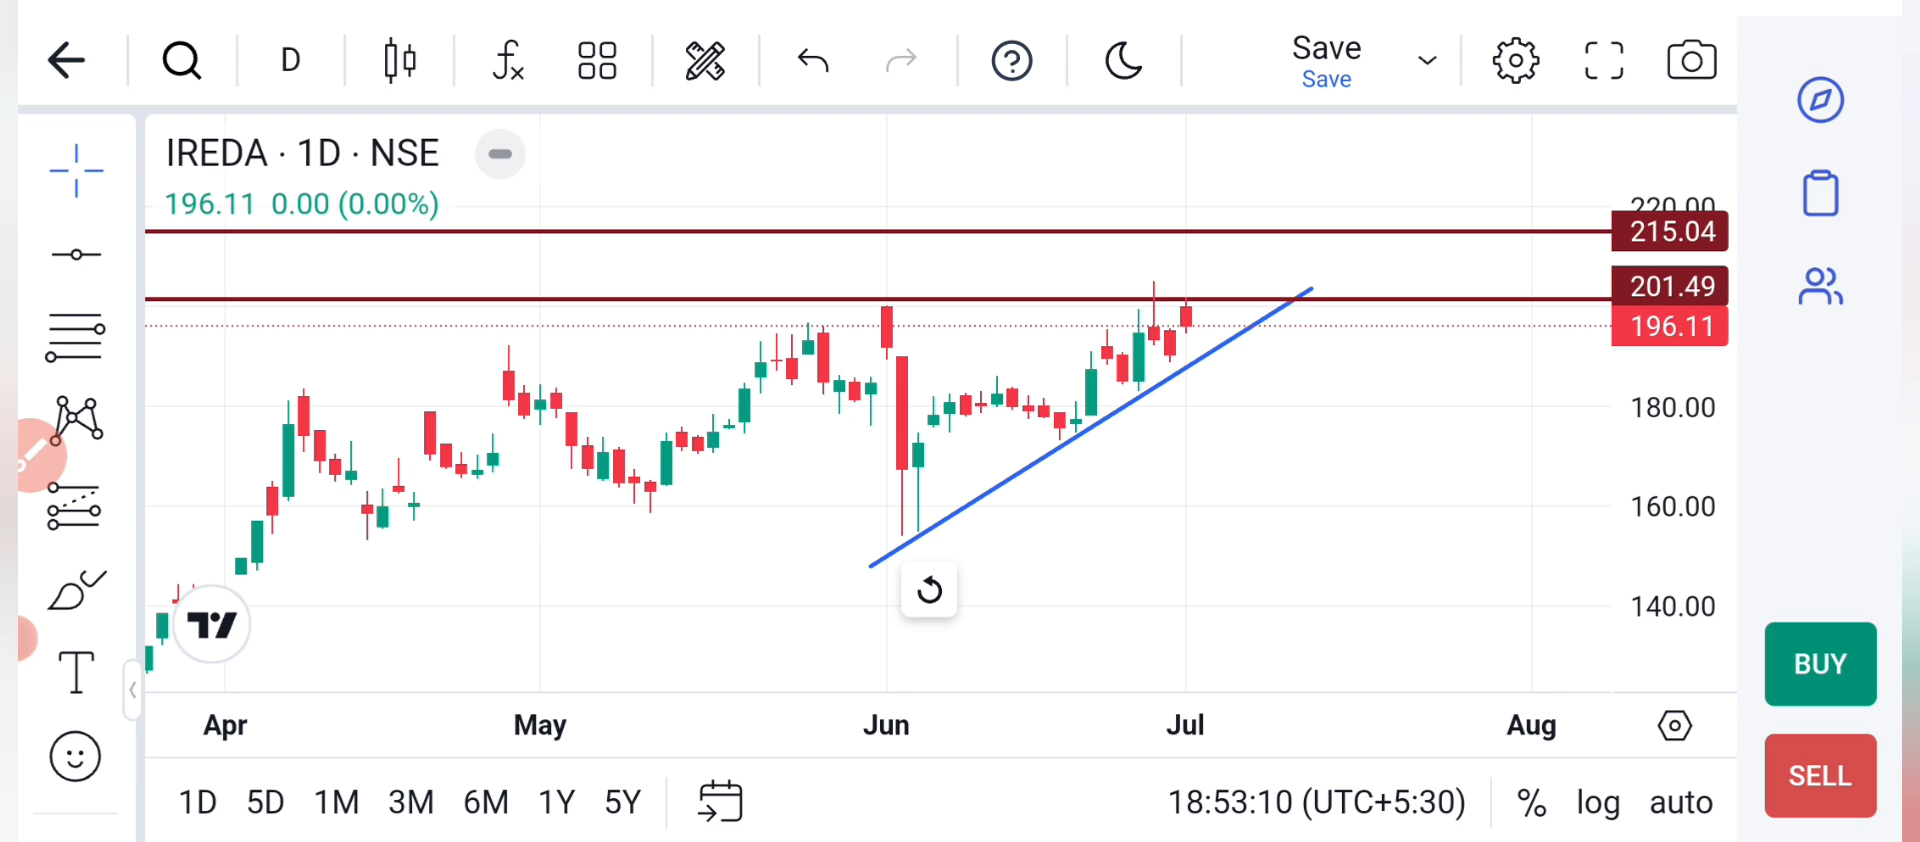 D
Save
Save
IREDA · 1D · NSE
196.11 0.00 (0.00%)
220.00
215.04
201.49
196.11
180.00
160.00
140.00
BUY
SELL
Apr May Jun Jul Aug
1D 5D 1M 3M 6M 1Y 5Y 18:53:10 (UTC+5:30) % log auto